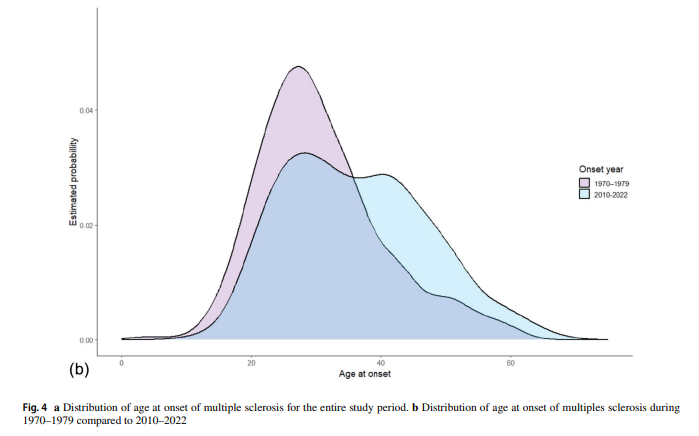 Estimated probability
0.04
0.02
0.00
0
20
40
60
Age at onset
Onset year
1970–1979
2010-2022
(b)
Fig. 4 a Distribution of age at onset of multiple sclerosis for the entire study period. b Distribution of age at onset of multiples sclerosis during
1970–1979 compared to 2010–2022